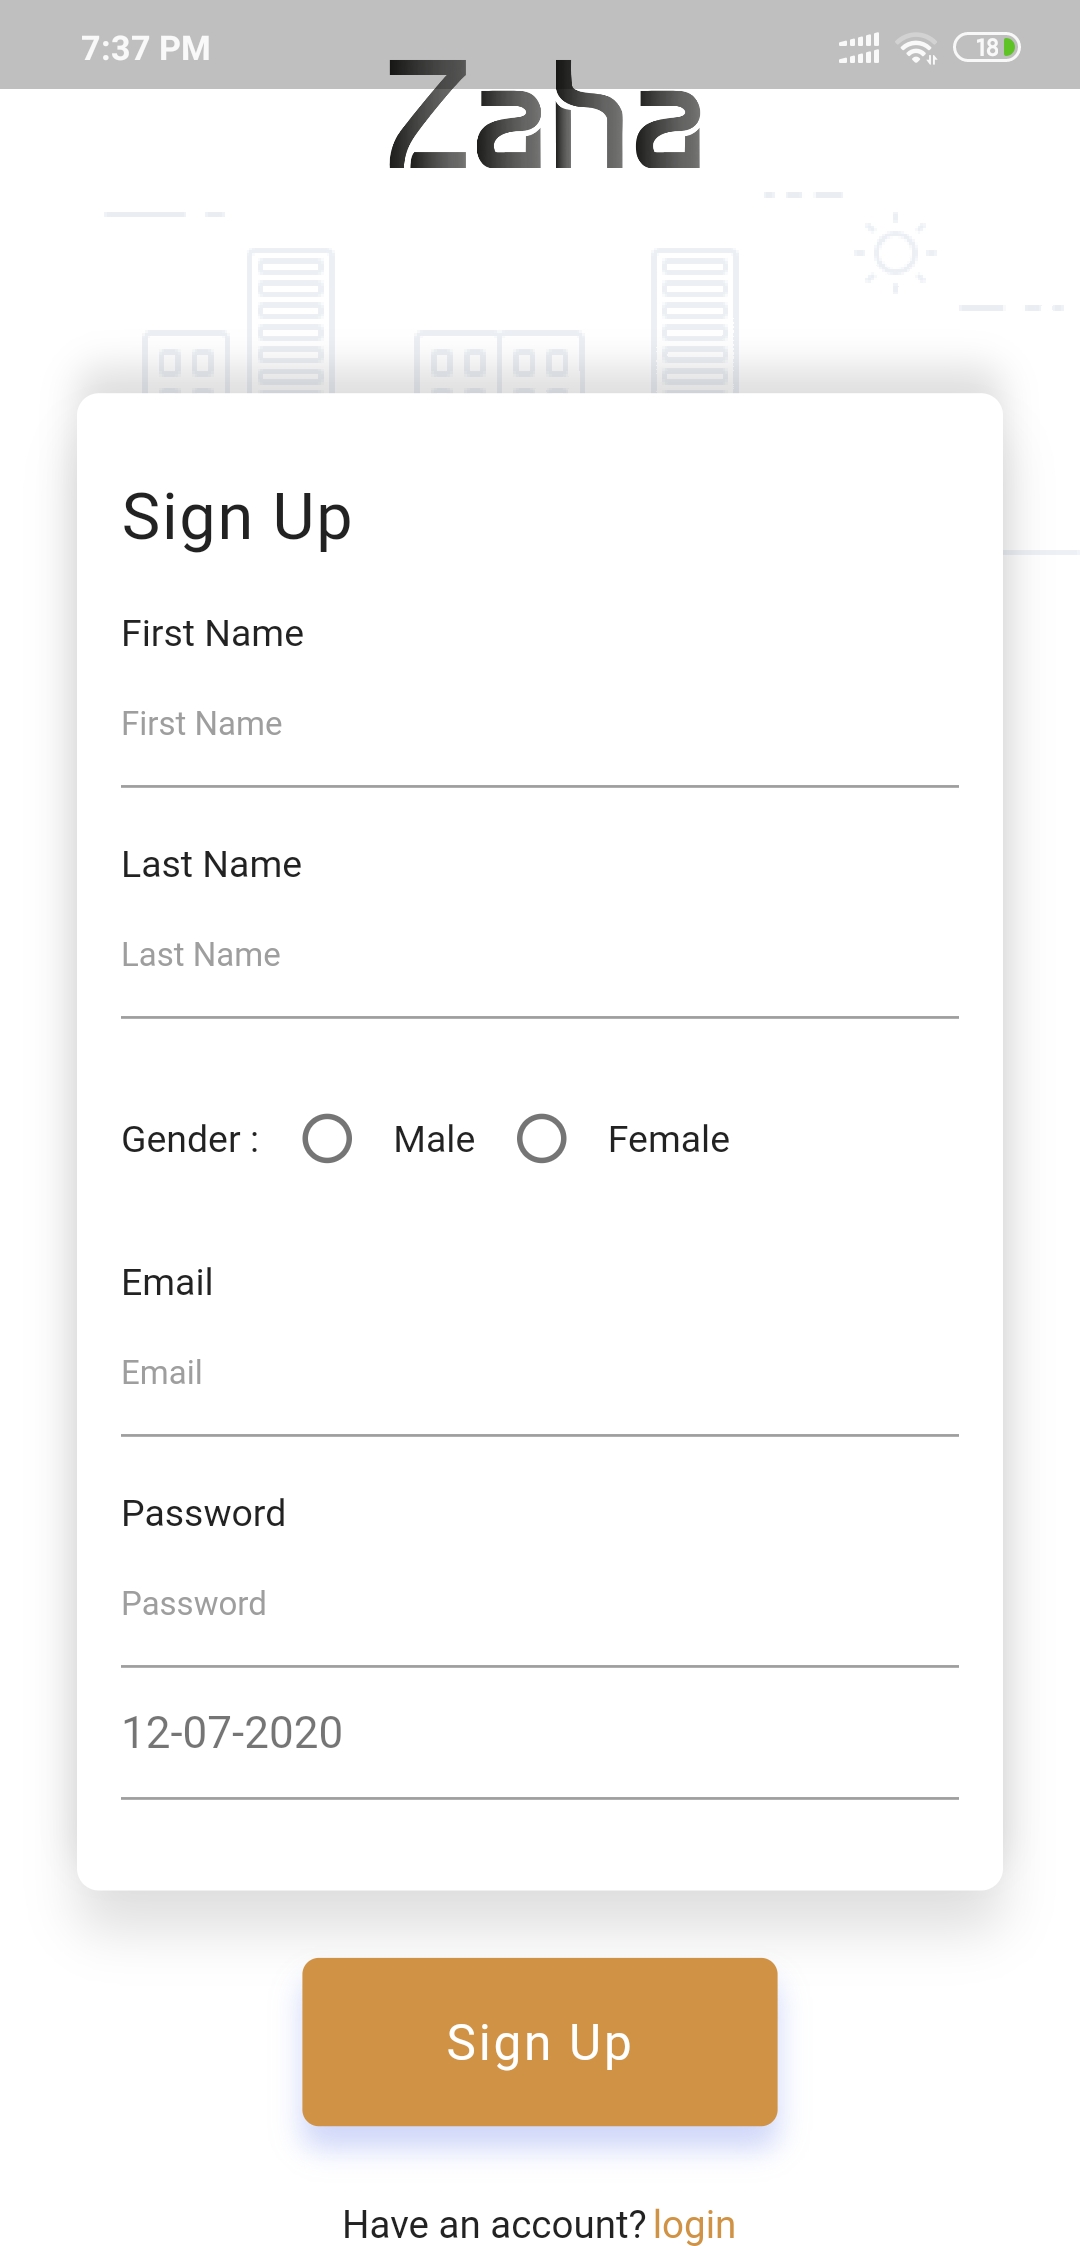 7:37 PM 18
Zaha
Sign Up
First Name
First Name
Last Name
Last Name
Gender : Male Female
Email
Email
Password
Password
12-07-2020
Sign Up
Have an account? login